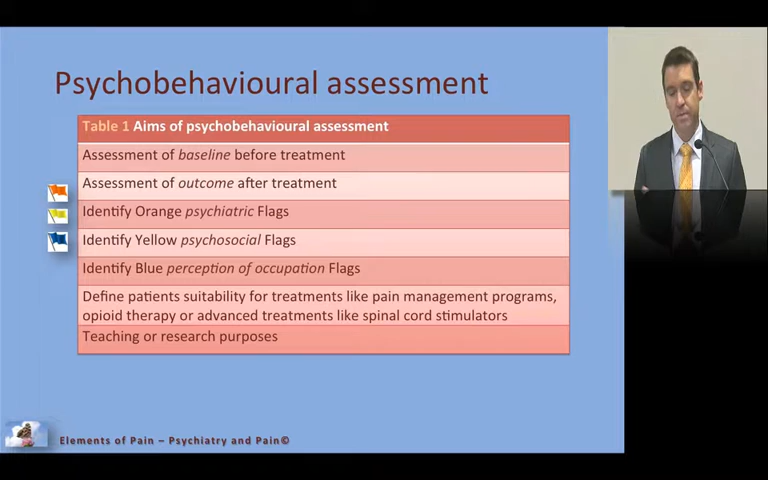 Psychobehavioural assessment
Table 1 Aims of psychobehavioural assessment
Assessment of baseline before treatment
Assessment of outcome after treatment
Identify Orange psychiatric Flags
Identify Yellow psychosocial Flags
Identify Blue perception of occupation Flags
Define patients suitability for treatments like pain management programs,
opioid therapy or advanced treatments like spinal cord stimulators
Teaching or research purposes
Elements of Pain – Psychiatry and Pain©